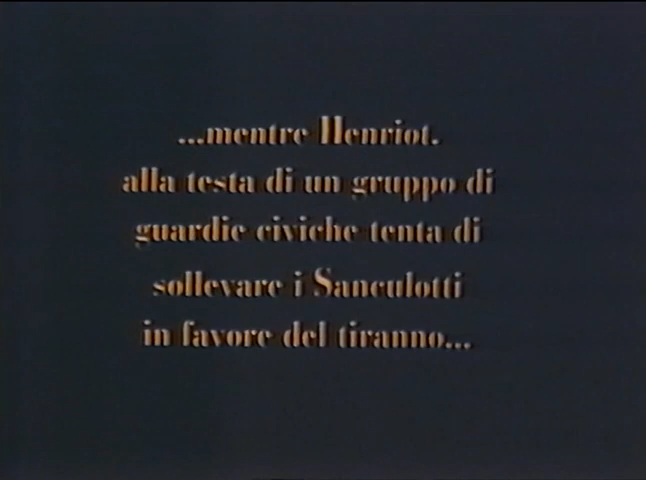 ...mentre Henriot.
alla testa di un gruppo di
guardie civiche tenta di
sollevare i Sanculotti
in favore del tiranno...